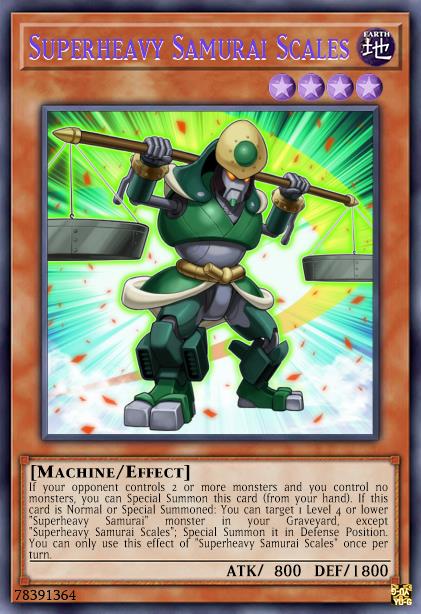 SUPERHEAVY SAMURAI SCALES
EARTH
地
[MACHINE/EFFECT]
If your opponent controls 2 or more monsters and you control no
monsters, you can Special Summon this card (from your hand). If this
card is Normal or Special Summoned: You can target 1 Level 4 or lower
"Superheavy Samurai" monster in your Graveyard, except
"Superheavy Samurai Scales"; Special Summon it in Defense Position.
You can only use this effect of "Superheavy Samurai Scales" once per
turn.
ATK/ 800 DEF/1800
78391364